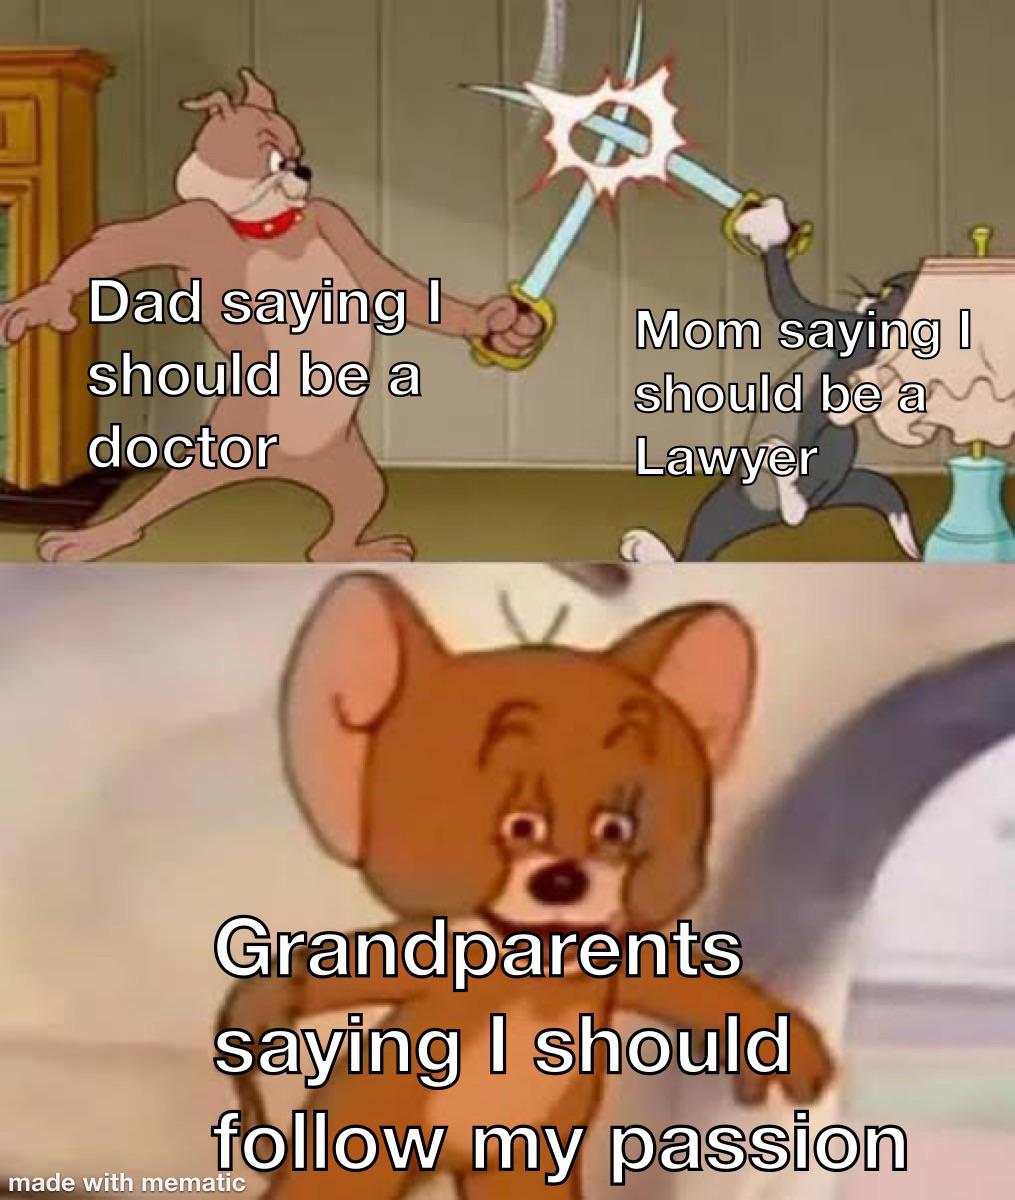 Dad saying I
should be a
doctor
Mom saying I
should be a
Lawyer
Grandparents
saying I should
follow my passion
made with mematic